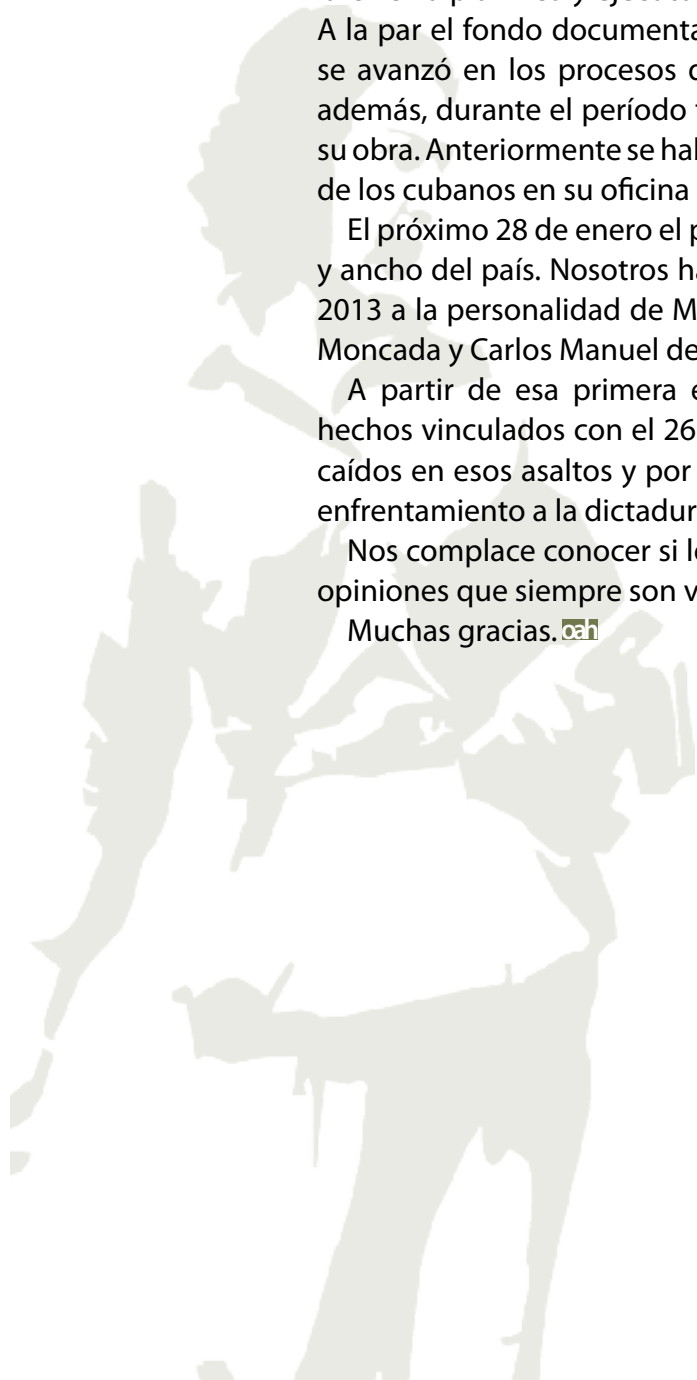 A la par el fondo documenta
se avanzó en los procesos
además, durante el período
su obra. Anteriormente se hal
de los cubanos en su oficina
El próximo 28 de enero el p
y ancho del país. Nosotros ha
2013 a la personalidad de M
Moncada y Carlos Manuel de
A partir de esa primera e
hechos vinculados con el 26
caídos en esos asaltos y por
enfrentamiento a la dictadur
Nos complace conocer si l
opiniones que siempre son v
Muchas gracias. oah